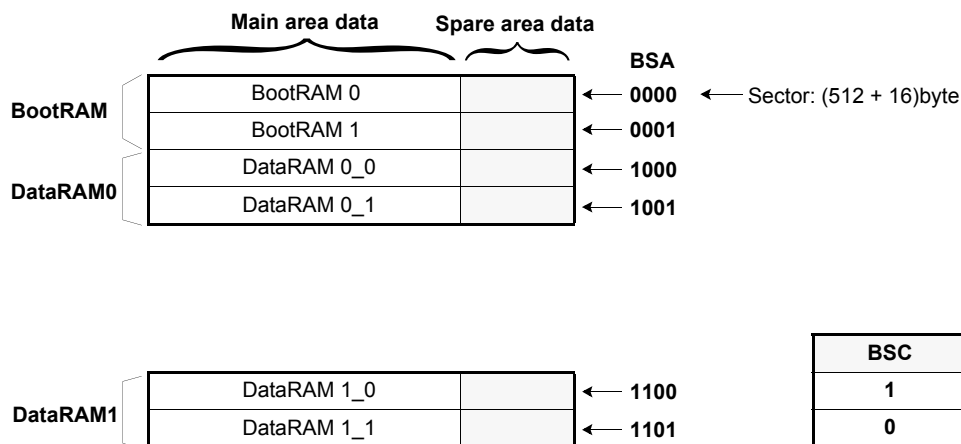 Main area data
Spare area data
BSA
BootRAM
BootRAM 0
0000
Sector: (512 + 16)byte
BootRAM 1
0001
DataRAM0
DataRAM 0_0
1000
DataRAM 0_1
1001
BSC
DataRAM1
DataRAM 1_0
1100
1
DataRAM 1_1
1101
0